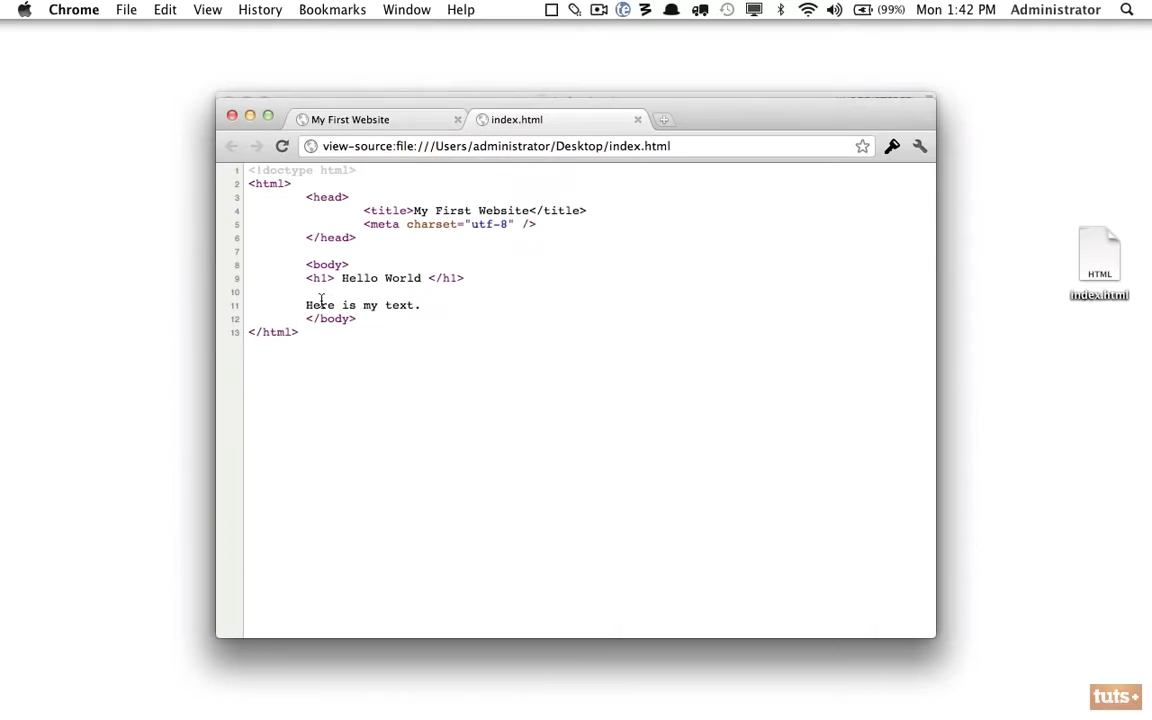 Chrome File Edit View History Bookmarks Window Help (99%) Mon 1:42 PM Administrator
My First Website index.html
view-source:file:///Users/administrator/Desktop/index.html
1 <!doctype html>
2 <html>
3 <head>
4 <title>My First Website</title>
5 <meta charset="utf-8" />
6 </head>
7
8 <body>
9 <h1> Hello World </h1>
10
11 Here is my text.
12 </body>
13 </html>
HTML
index.html
tuts+